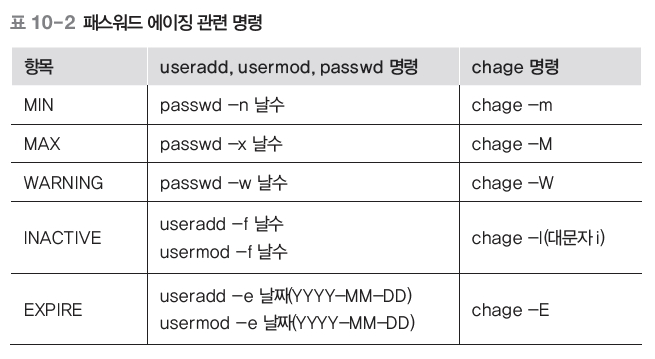 표 10-2 패스워드 에이징 관련 명령
항목 useradd, usermod, passwd 명령 chage 명령
MIN passwd -n 날수 chage -m
MAX passwd -x 날수 chage -M
WARNING passwd -w 날수 chage -W
INACTIVE useradd -f 날수
usermod -f 날수 chage -I(대문자 i)
EXPIRE useradd -e 날짜(YYYY-MM-DD)
usermod -e 날짜(YYYY-MM-DD) chage -E